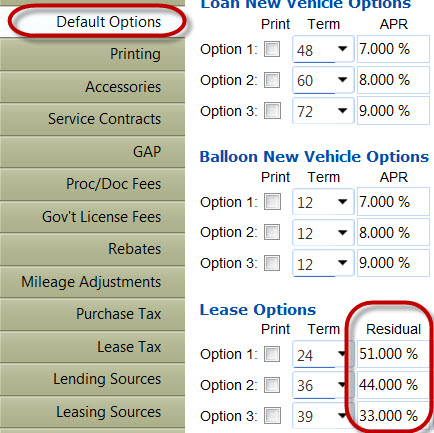 Default Options
Printing
Accessories
Service Contracts
GAP
Proc/Doc Fees
Gov't License Fees
Rebates
Mileage Adjustments
Purchase Tax
Lease Tax
Lending Sources
Leasing Sources
Loan New Vehicle Options
Print Term APR
Option 1: 48 7.000 %
Option 2: 60 8.000 %
Option 3: 72 9.000 %
Balloon New Vehicle Options
Print Term APR
Option 1: 12 7.000 %
Option 2: 12 8.000 %
Option 3: 12 9.000 %
Lease Options
Print Term Residual
Option 1: 24 51.000 %
Option 2: 36 44.000 %
Option 3: 39 33.000 %